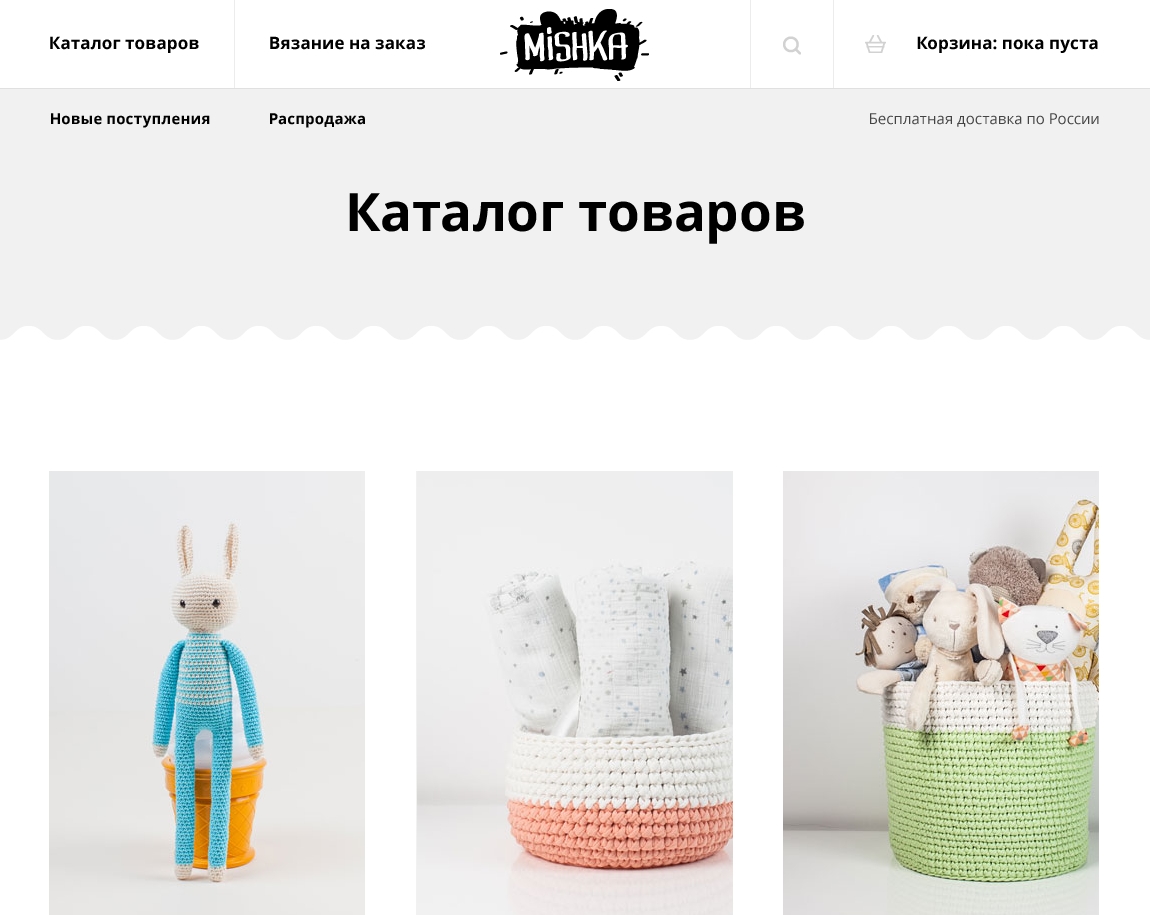 Каталог товаров
Вязание на заказ
MiSHKA
Корзина: пока пуста
Новые поступления
Распродажа
Бесплатная доставка по России
Каталог товаров